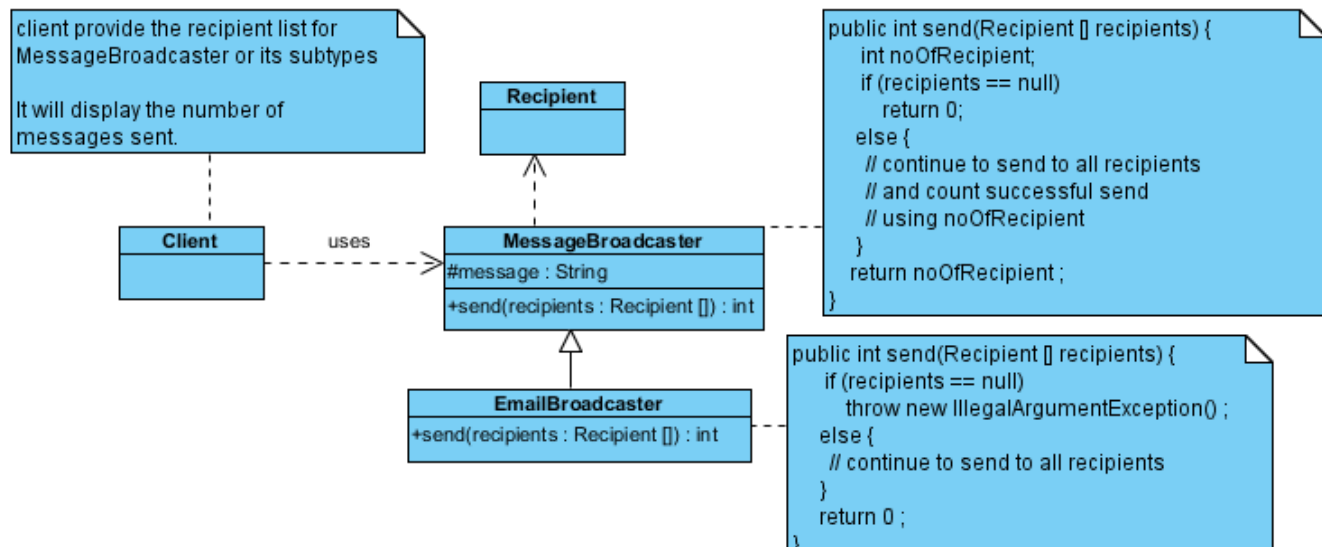 client provide the recipient list for
MessageBroadcaster or its subtypes
It will display the number of
messages sent.
Recipient
public int send(Recipient [] recipients) {
int noOfRecipient;
if (recipients == null)
return 0;
else {
// continue to send to all recipients
// and count successful send
// using noOfRecipient
}
return noOfRecipient ;
}
Client
uses
MessageBroadcaster
#message : String
+send(recipients : Recipient []) : int
EmailBroadcaster
+send(recipients : Recipient []) : int
public int send(Recipient [] recipients) {
if (recipients == null)
throw new IllegalArgumentException() ;
else {
// continue to send to all recipients
}
return 0 ;
}